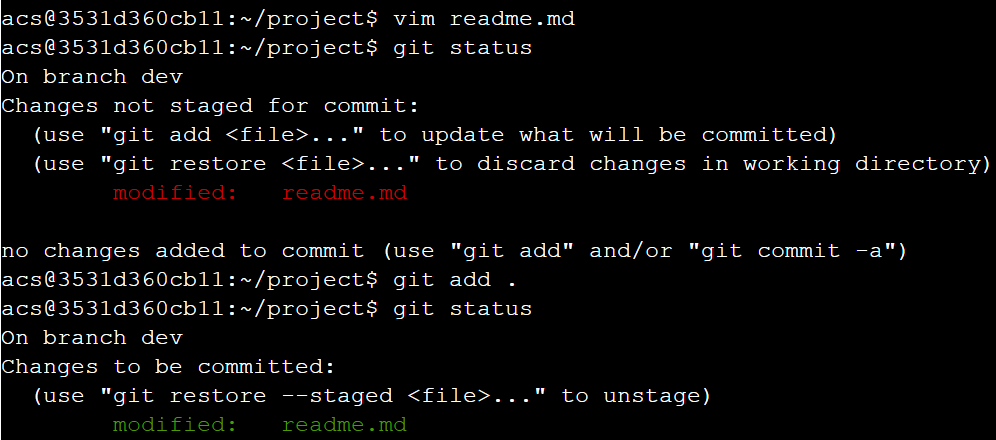 acs@3531d360cb11:~/project$ vim readme.md
acs@3531d360cb11:~/project$ git status
On branch dev
Changes not staged for commit:
  (use "git add <file>..." to update what will be committed)
  (use "git restore <file>..." to discard changes in working directory)
        modified:   readme.md

no changes added to commit (use "git add" and/or "git commit -a")
acs@3531d360cb11:~/project$ git add .
acs@3531d360cb11:~/project$ git status
On branch dev
Changes to be committed:
  (use "git restore --staged <file>..." to unstage)
        modified:   readme.md